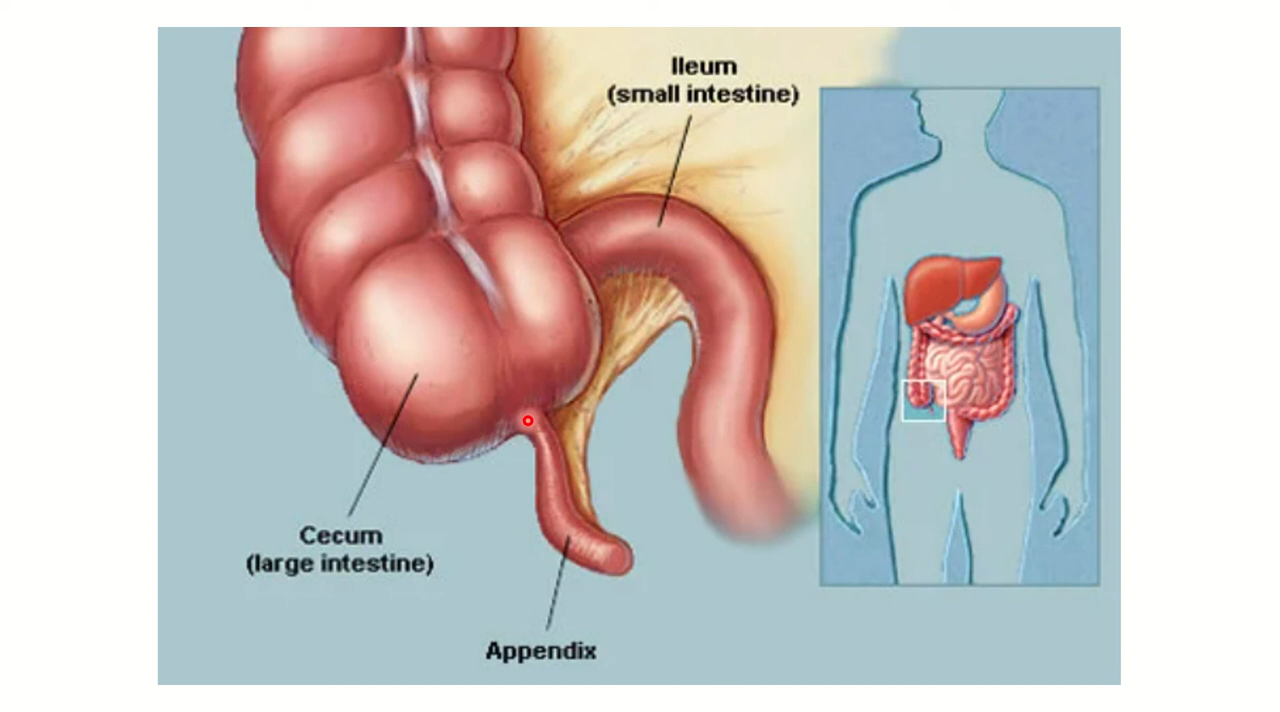 Ileum
(small intestine)
Cecum
(large intestine)
Appendix